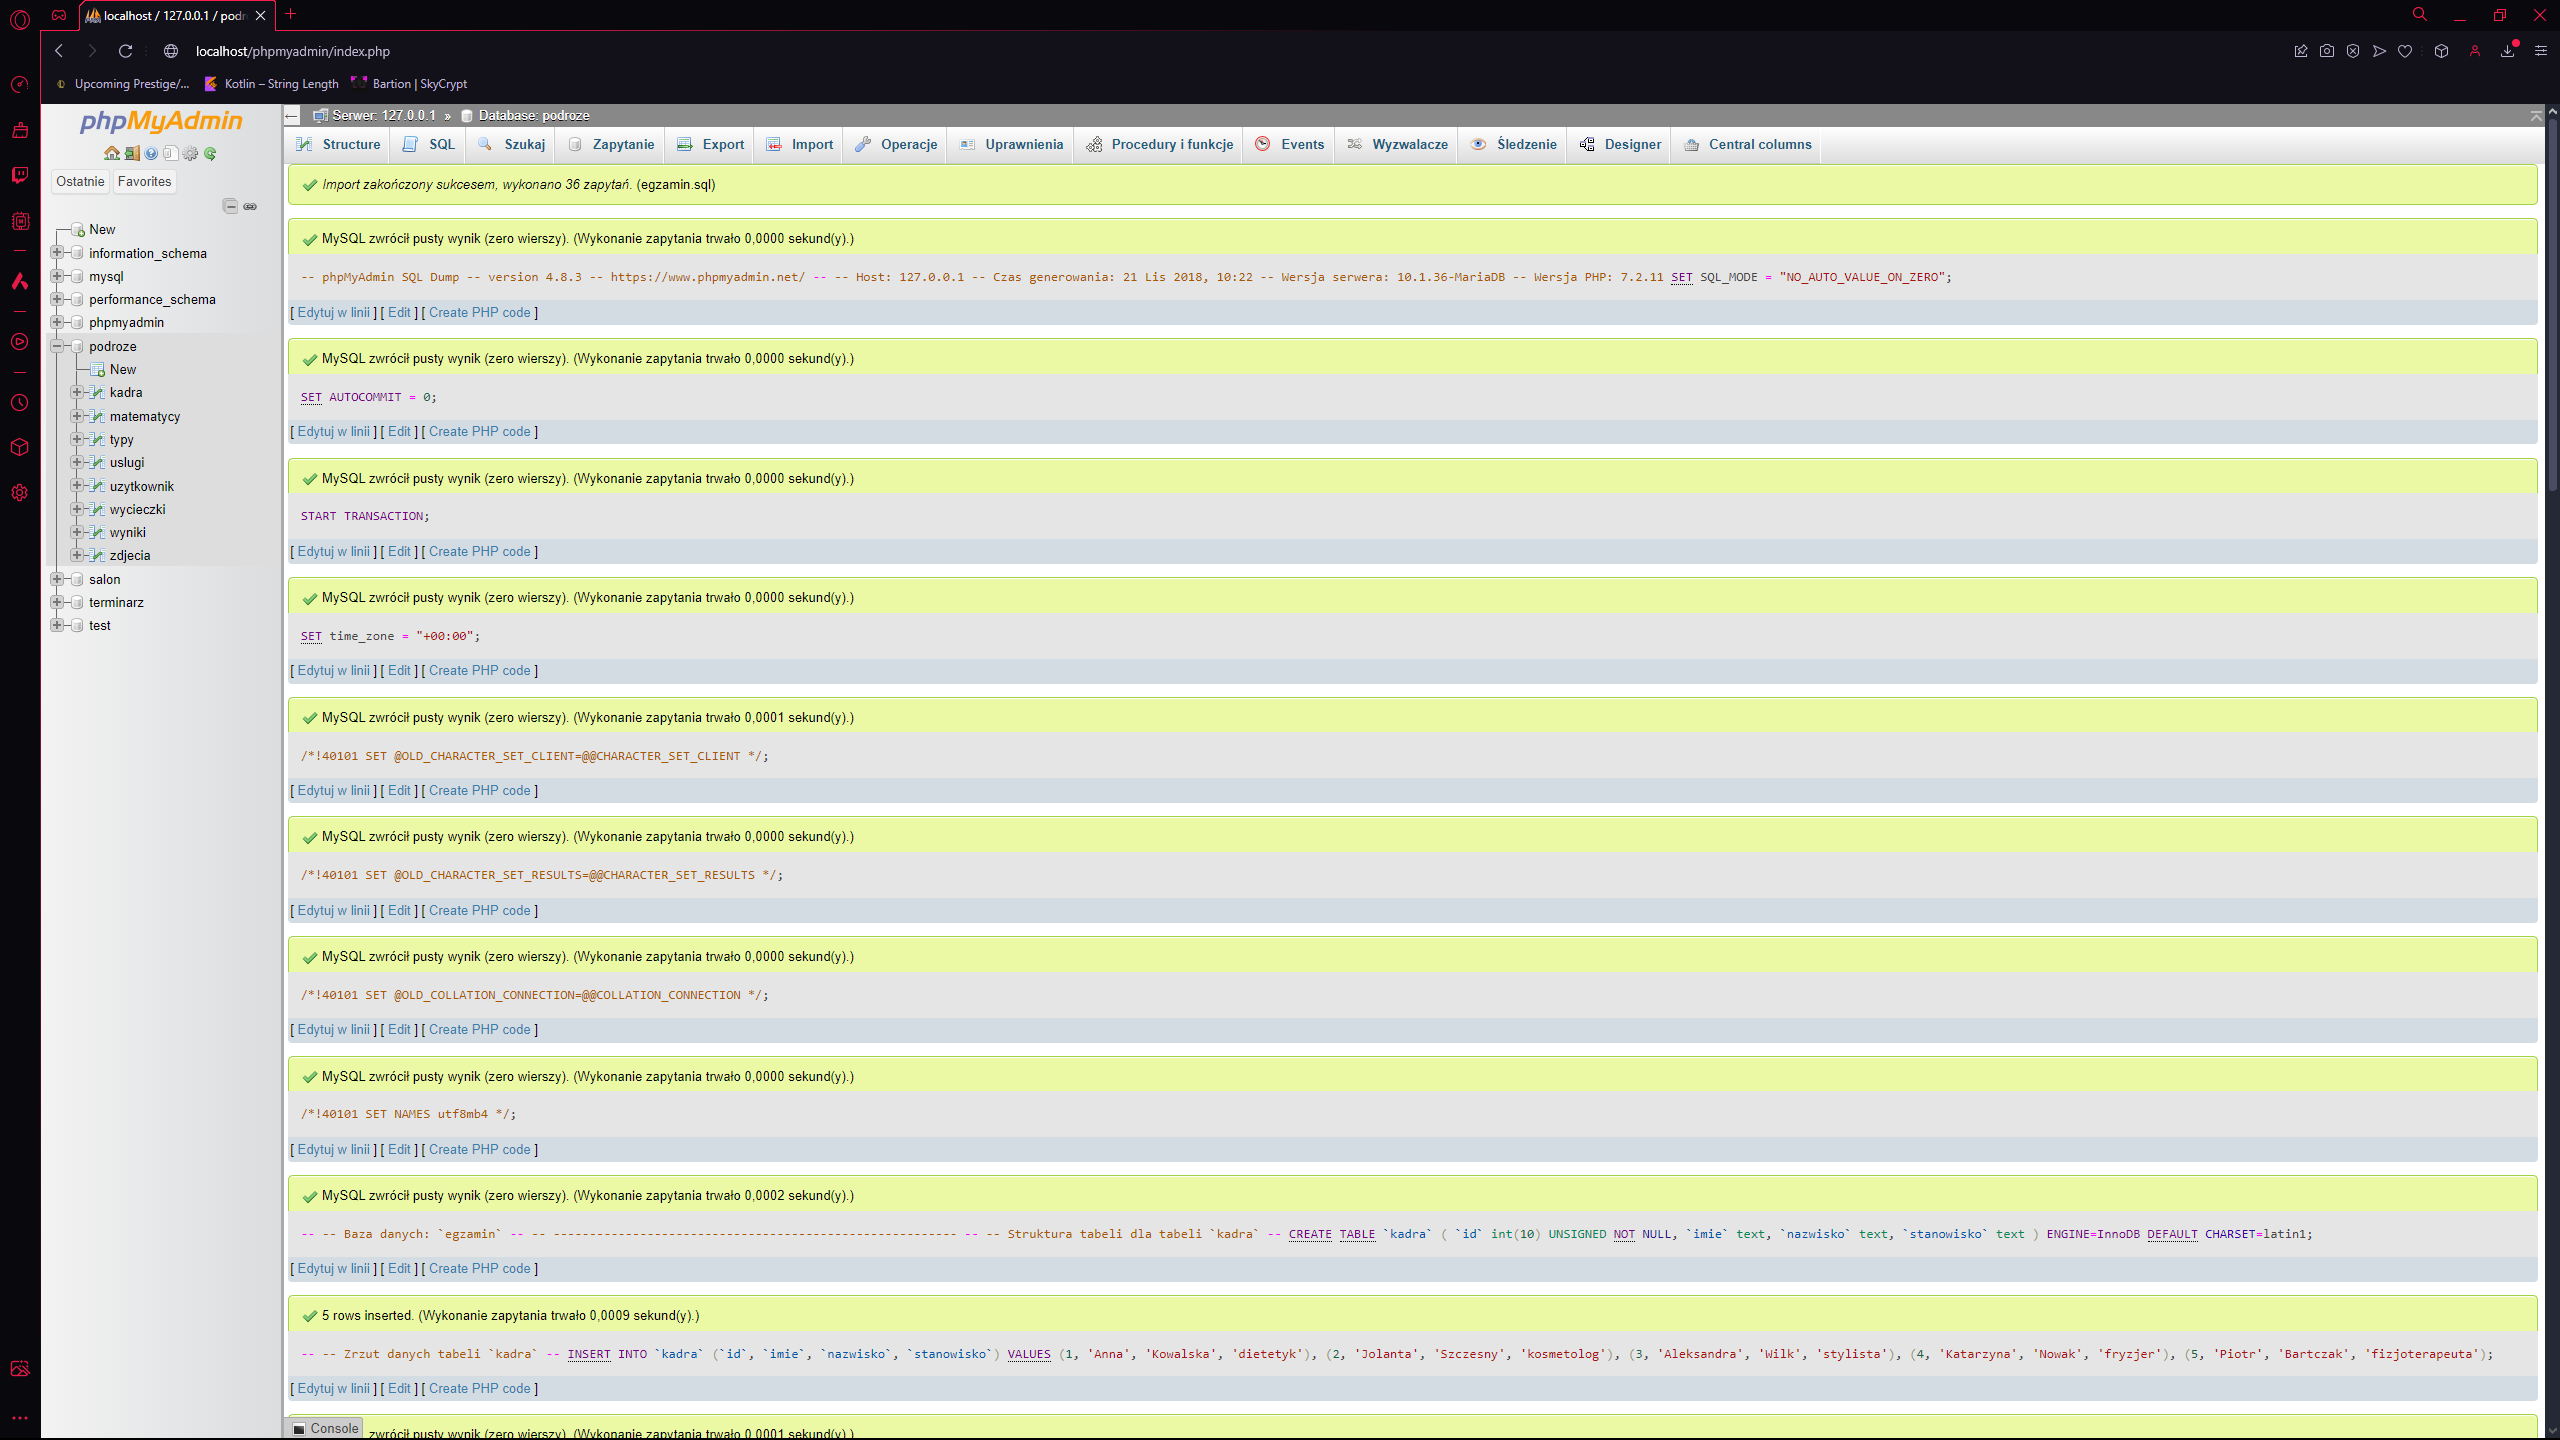 localhost / 127.0.0.1 / podr
localhost/phpmyadmin/index.php
Upcoming Prestige/... Kotlin – String Length Bartion | SkyCrypt
phpMyAdmin
Ostatnie Favorites
New
information_schema
mysql
performance_schema
phpmyadmin
podroze
New
kadra
matematycy
typy
uslugi
uzytkownik
wycieczki
wyniki
zdjecia
salon
terminarz
test
Serwer: 127.0.0.1 » Database: podroze
Structure SQL Szukaj Zapytanie Export Import Operacje Uprawnienia Procedury i funkcje Events Wyzwalacze Śledzenie Designer Central columns
Import zakończony sukcesem, wykonano 36 zapytań. (egzamin.sql)
MySQL zwrócił pusty wynik (zero wierszy). (Wykonanie zapytania trwało 0,0000 sekund(y).)
-- phpMyAdmin SQL Dump -- version 4.8.3 -- https://www.phpmyadmin.net/ -- -- Host: 127.0.0.1 -- Czas generowania: 21 Lis 2018, 10:22 -- Wersja serwera: 10.1.36-MariaDB -- Wersja PHP: 7.2.11 SET SQL_MODE = "NO_AUTO_VALUE_ON_ZERO";
[ Edytuj w linii ] [ Edit ] [ Create PHP code ]
MySQL zwrócił pusty wynik (zero wierszy). (Wykonanie zapytania trwało 0,0000 sekund(y).)
SET AUTOCOMMIT = 0;
[ Edytuj w linii ] [ Edit ] [ Create PHP code ]
MySQL zwrócił pusty wynik (zero wierszy). (Wykonanie zapytania trwało 0,0000 sekund(y).)
START TRANSACTION;
[ Edytuj w linii ] [ Edit ] [ Create PHP code ]
MySQL zwrócił pusty wynik (zero wierszy). (Wykonanie zapytania trwało 0,0000 sekund(y).)
SET time_zone = "+00:00";
[ Edytuj w linii ] [ Edit ] [ Create PHP code ]
MySQL zwrócił pusty wynik (zero wierszy). (Wykonanie zapytania trwało 0,0001 sekund(y).)
/*!40101 SET @OLD_CHARACTER_SET_CLIENT=@@CHARACTER_SET_CLIENT */;
[ Edytuj w linii ] [ Edit ] [ Create PHP code ]
MySQL zwrócił pusty wynik (zero wierszy). (Wykonanie zapytania trwało 0,0000 sekund(y).)
/*!40101 SET @OLD_CHARACTER_SET_RESULTS=@@CHARACTER_SET_RESULTS */;
[ Edytuj w linii ] [ Edit ] [ Create PHP code ]
MySQL zwrócił pusty wynik (zero wierszy). (Wykonanie zapytania trwało 0,0000 sekund(y).)
/*!40101 SET @OLD_COLLATION_CONNECTION=@@COLLATION_CONNECTION */;
[ Edytuj w linii ] [ Edit ] [ Create PHP code ]
MySQL zwrócił pusty wynik (zero wierszy). (Wykonanie zapytania trwało 0,0000 sekund(y).)
/*!40101 SET NAMES utf8mb4 */;
[ Edytuj w linii ] [ Edit ] [ Create PHP code ]
MySQL zwrócił pusty wynik (zero wierszy). (Wykonanie zapytania trwało 0,0002 sekund(y).)
-- -- Baza danych: `egzamin` -- -- -------------------------------------------------------- -- -- Struktura tabeli dla tabeli `kadra` -- CREATE TABLE `kadra` ( `id` int(10) UNSIGNED NOT NULL, `imie` text, `nazwisko` text, `stanowisko` text ) ENGINE=InnoDB DEFAULT CHARSET=latin1;
[ Edytuj w linii ] [ Edit ] [ Create PHP code ]
5 rows inserted. (Wykonanie zapytania trwało 0,0009 sekund(y).)
-- -- Zrzut danych tabeli `kadra` -- INSERT INTO `kadra` (`id`, `imie`, `nazwisko`, `stanowisko`) VALUES (1, 'Anna', 'Kowalska', 'dietetyk'), (2, 'Jolanta', 'Szczesny', 'kosmetolog'), (3, 'Aleksandra', 'Wilk', 'stylista'), (4, 'Katarzyna', 'Nowak', 'fryzjer'), (5, 'Piotr', 'Bartczak', 'fizjoterapeuta');
[ Edytuj w linii ] [ Edit ] [ Create PHP code ]
Console zwrócił pusty wynik (zero wierszy). (Wykonanie zapytania trwało 0,0001 sekund(y).)